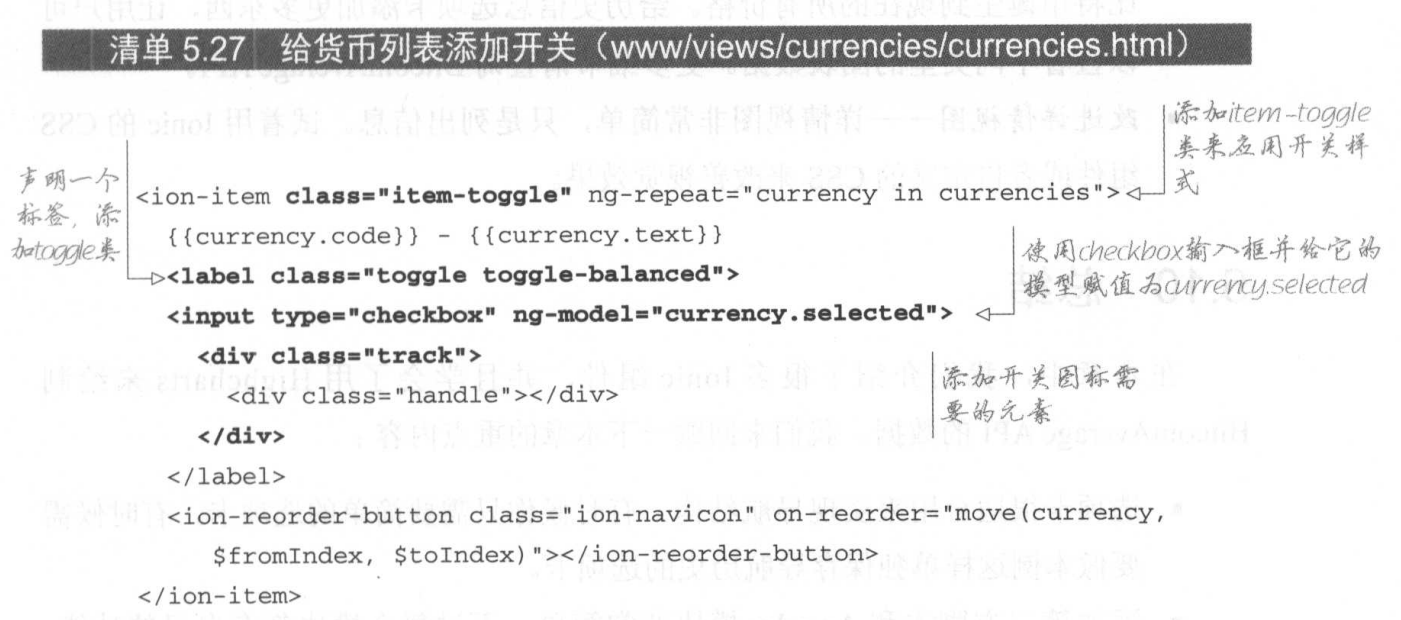 清单 5.27 给货币列表添加开关（www/views/currencies/currencies.html）
添加item-toggle
类来应用开关样
式
声明一个
标签，添
加toggle类
<ion-item class="item-toggle" ng-repeat="currency in currencies">
{{currency.code}} - {{currency.text}}
<label class="toggle toggle-balanced">
<input type="checkbox" ng-model="currency.selected">
使用checkbox输入框并给它的
模型赋值为currency.selected
<div class="track">
<div class="handle"></div>
添加开关图标需
要的元素
</div>
</label>
<ion-reorder-button class="ion-navicon" on-reorder="move(currency,
$fromIndex, $toIndex)"></ion-reorder-button>
</ion-item>